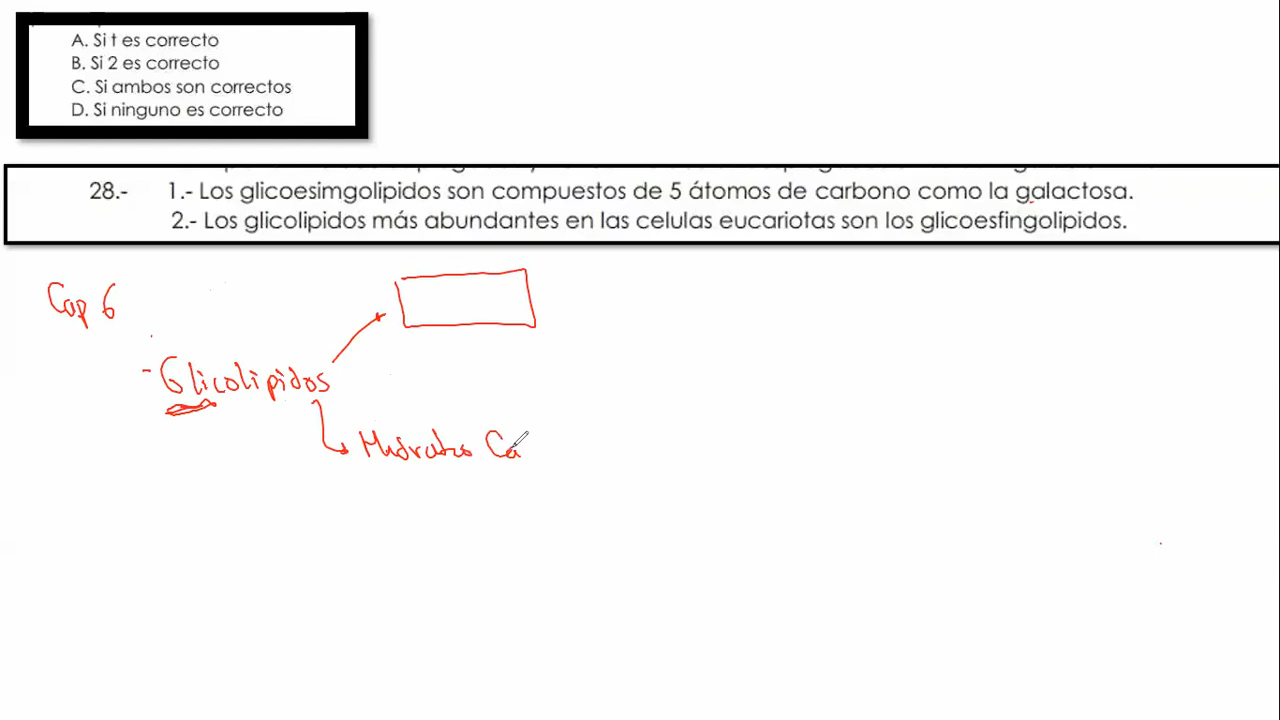 A. Si t es correcto
B. Si 2 es correcto
C. Si ambos son correctos
D. Si ninguno es correcto
28.- 1.- Los glicoesimgolipidos son compuestos de 5 átomos de carbono como la galactosa.
2.- Los glicolipidos más abundantes en las celulas eucariotas son los glicoesfingolipidos.
Cap 6
- Glicolipidos
Hidratos Ca